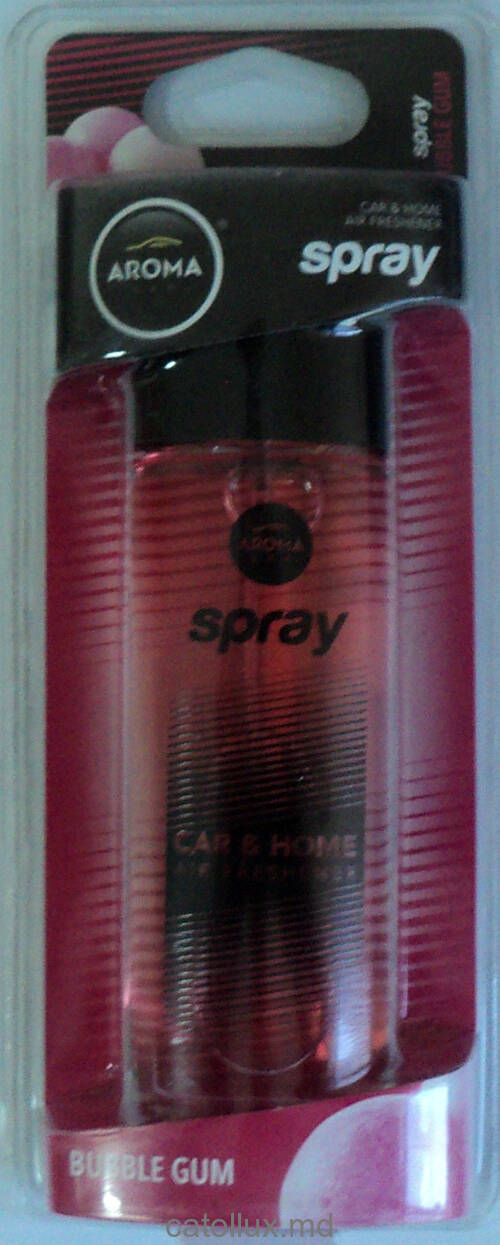 spray
BUBBLE GUM
CAR & HOME
AIR FRESHENER
spray
AROMA
AROMA
spray
CAR & HOME
AIR FRESHENER
BUBBLE GUM
catollux.md